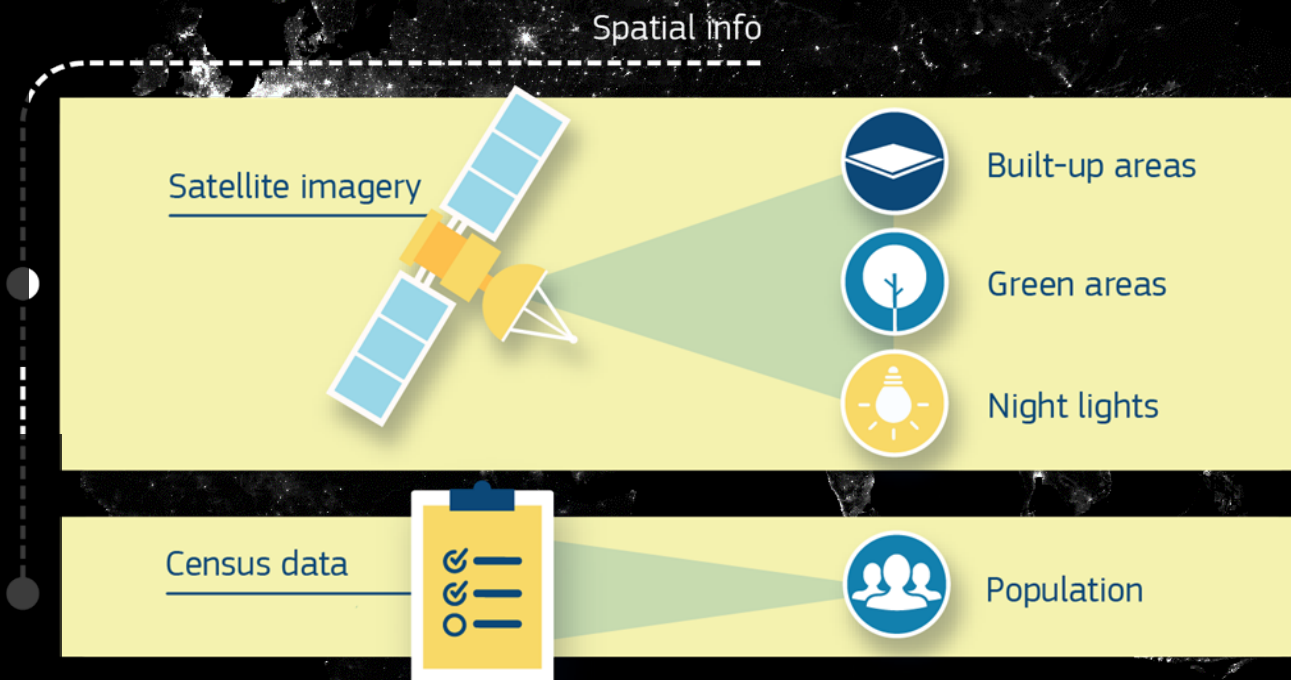 Spatial info
Satellite imagery
Built-up areas
Green areas
Night lights
Census data
Population